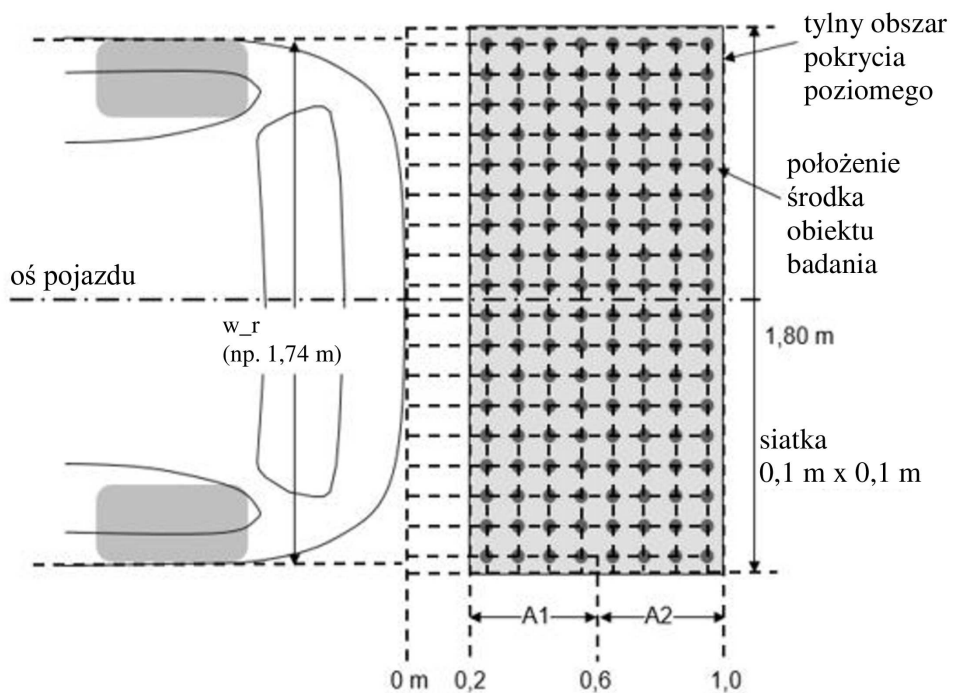 tylny obszar
pokrycia
poziomego
położenie
środka
obiektu
badania
oś pojazdu
w_r
(np. 1,74 m)
1,80 m
siatka
0,1 m x 0,1 m
A1
A2
0 m
0,2
0,6
1,0